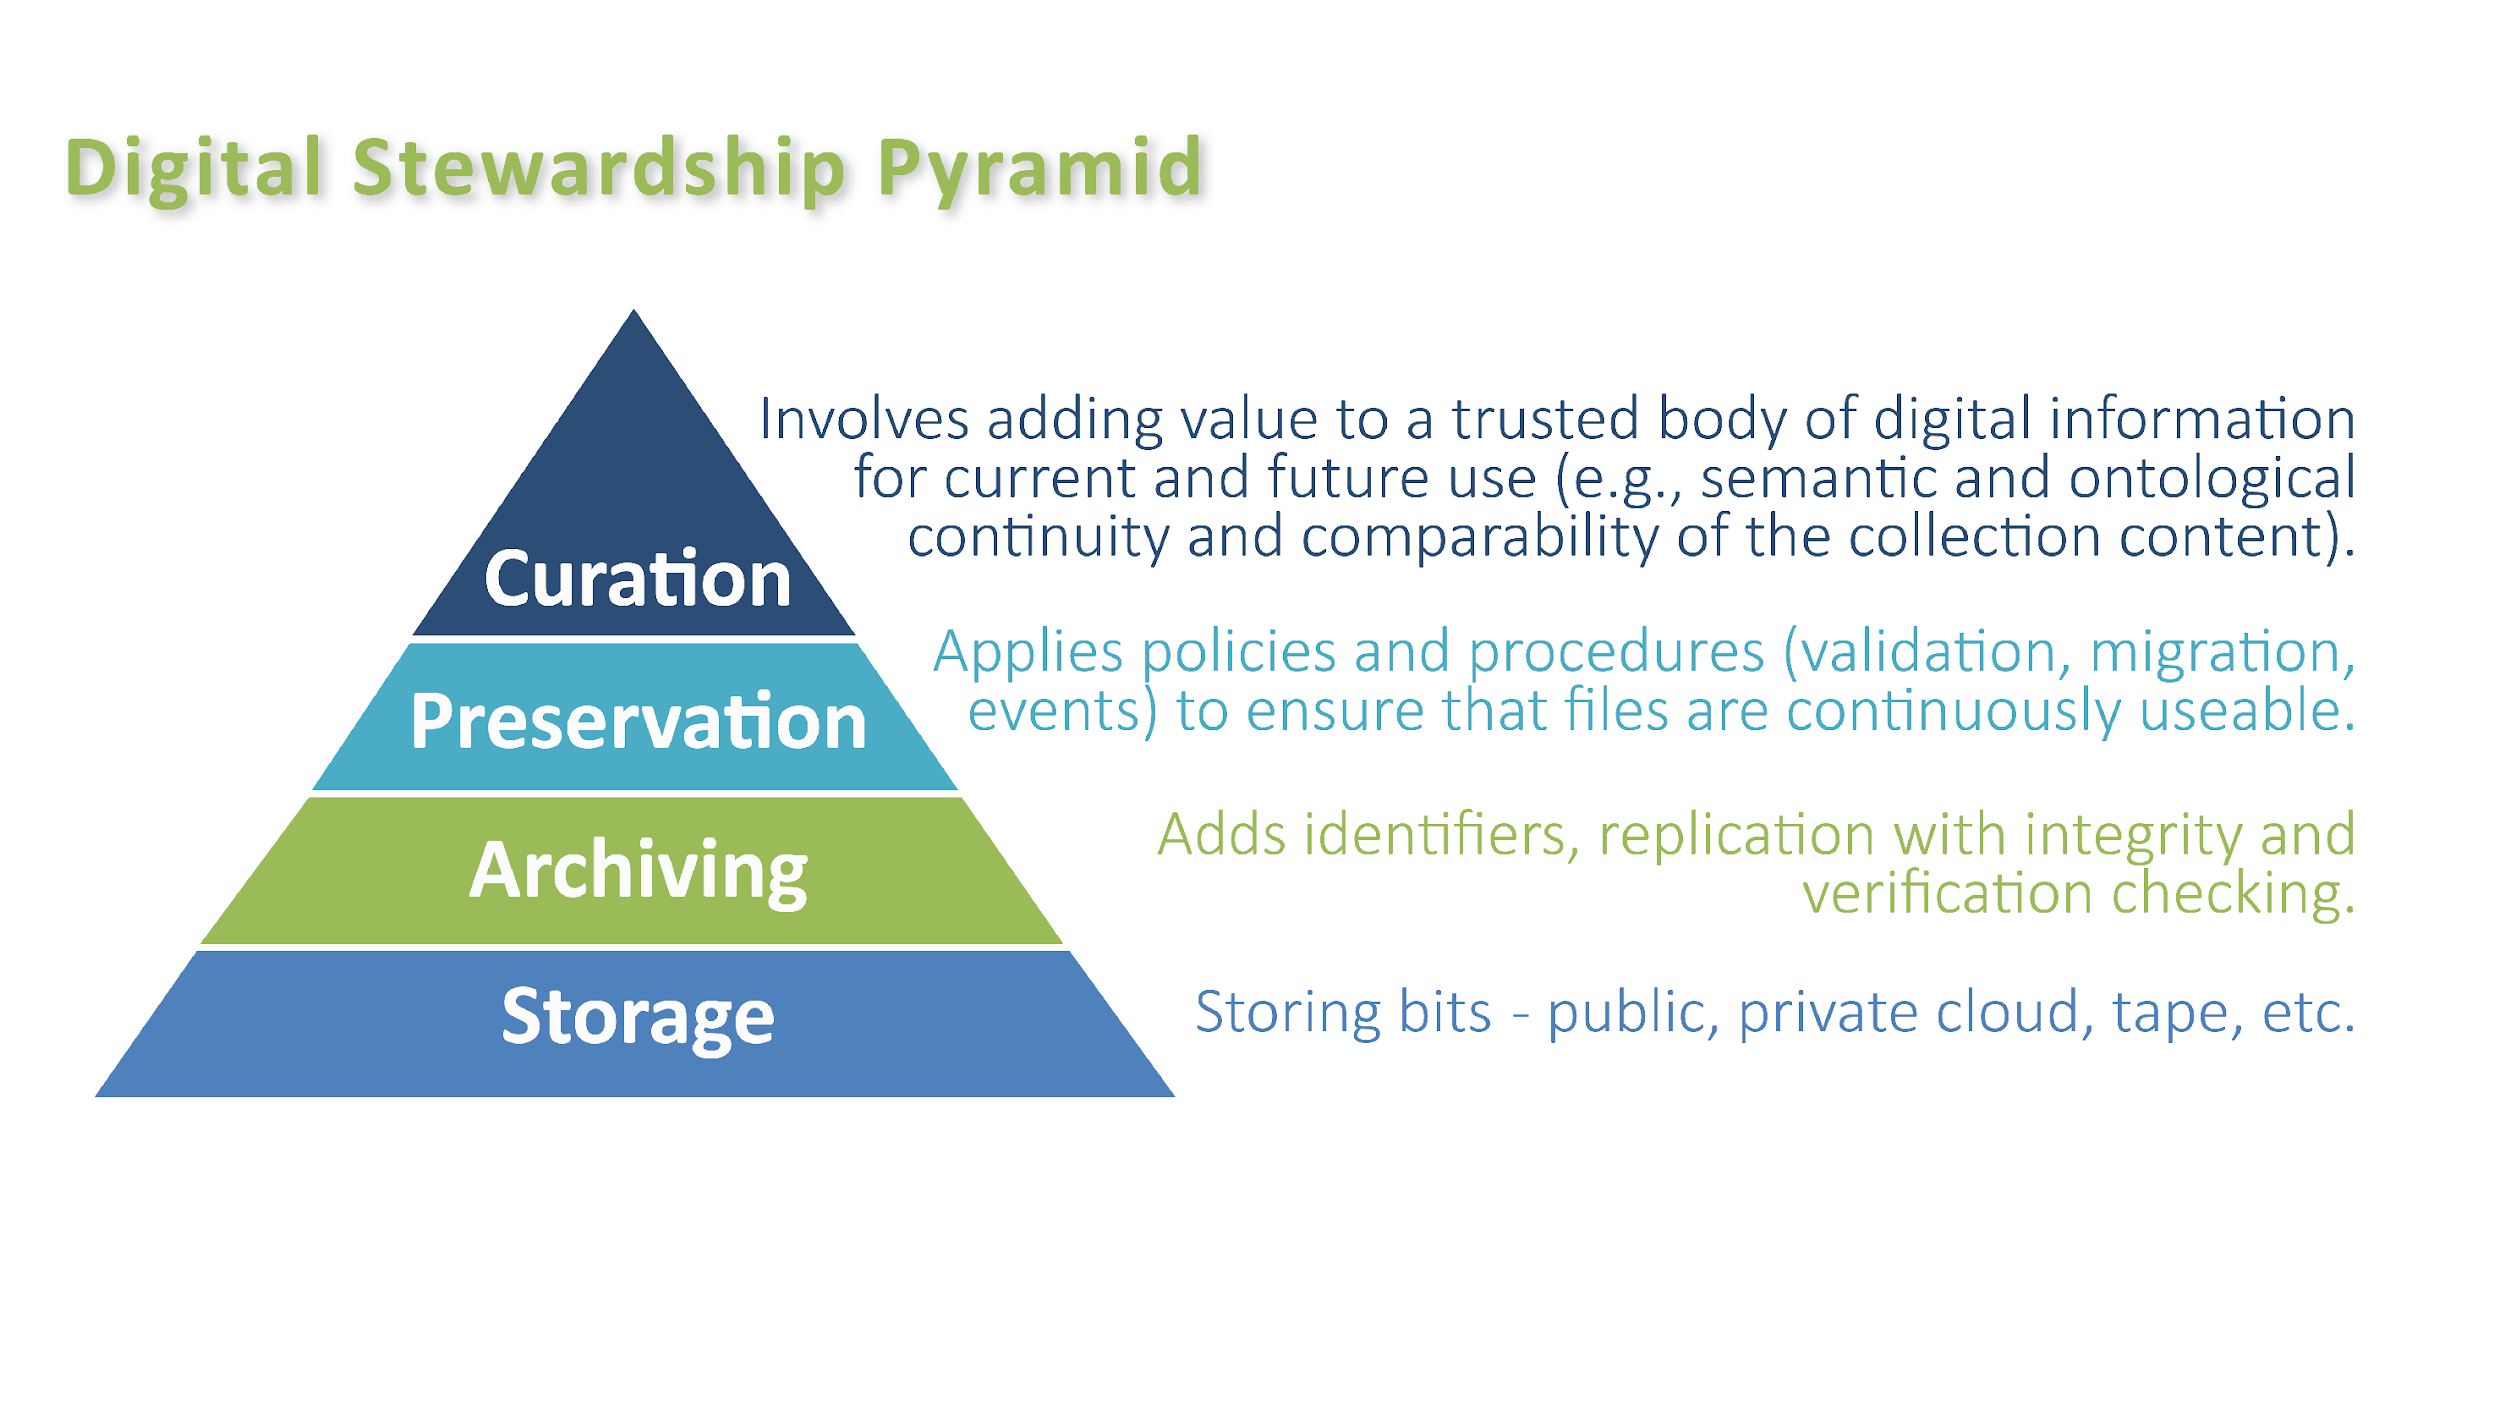 Digital Stewardship Pyramid
Involves adding value to a trusted body of digital information
for current and future use (e.g., semantic and ontological
continuity and comparability of the collection content).
Curation
Applies policies and procedures (validation, migration,
events) to ensure that files are continuously useable.
Preservation
Adds identifiers, replication with integrity and
verification checking.
Archiving
Storage
Storing bits - public, private cloud, tape, etc.